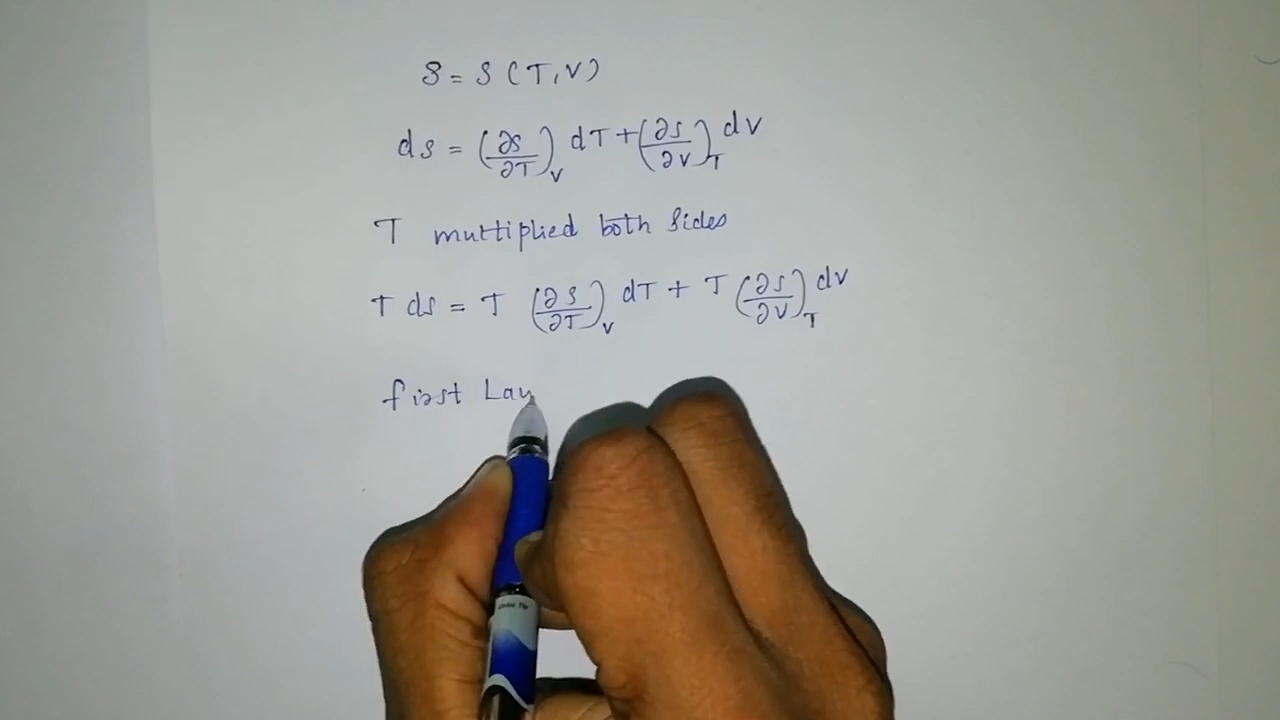 S = S (T, V)
ds = (∂s/∂T)_V dT + (∂s/∂V)_T dV
T multiplied both sides
T ds = T (∂s/∂T)_V dT + T (∂s/∂V)_T dV
first Law